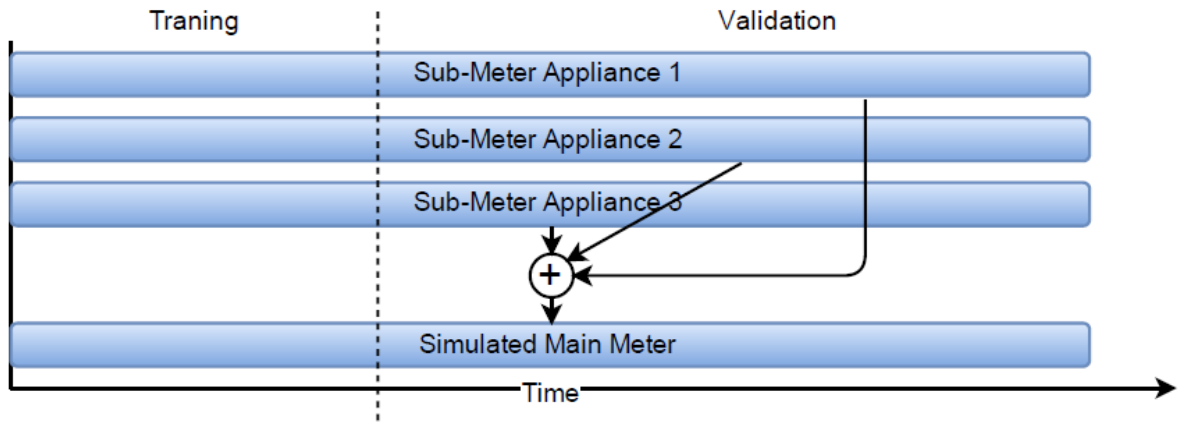 Traning
Validation
Sub-Meter Appliance 1
Sub-Meter Appliance 2
Sub-Meter Appliance 3
+
Simulated Main Meter
Time